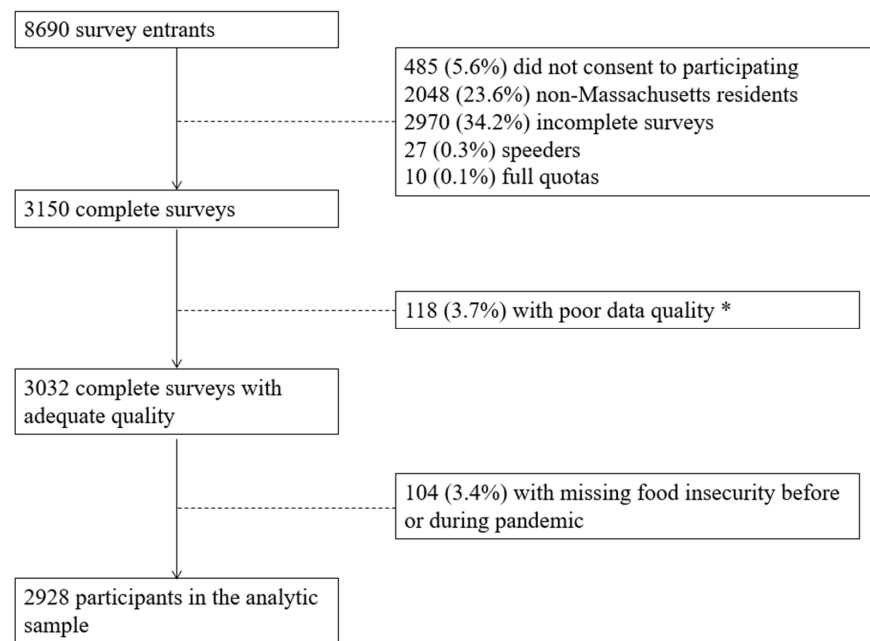 8690 survey entrants
485 (5.6%) did not consent to participating
2048 (23.6%) non-Massachusetts residents
2970 (34.2%) incomplete surveys
27 (0.3%) speeders
10 (0.1%) full quotas
3150 complete surveys
118 (3.7%) with poor data quality *
3032 complete surveys with
adequate quality
104 (3.4%) with missing food insecurity before
or during pandemic
2928 participants in the analytic
sample